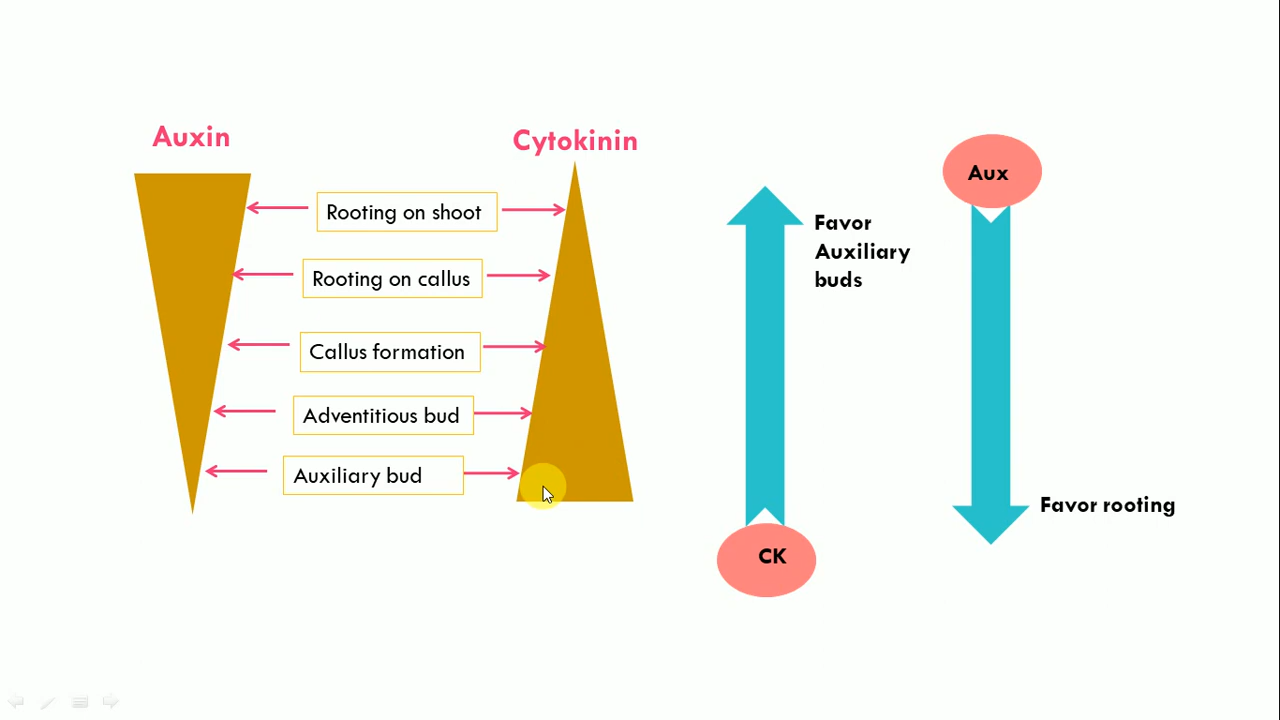 Auxin
Cytokinin
Rooting on shoot
Rooting on callus
Callus formation
Adventitious bud
Auxiliary bud
Favor
Auxiliary
buds
CK
Aux
Favor rooting